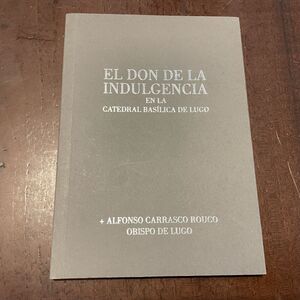 EL DON DE LA
INDULGENCIA
EN LA
CATEDRAL BASÍLICA DE LUGO
+ ALFONSO CARRASCO ROUCO
OBISPO DE LUGO